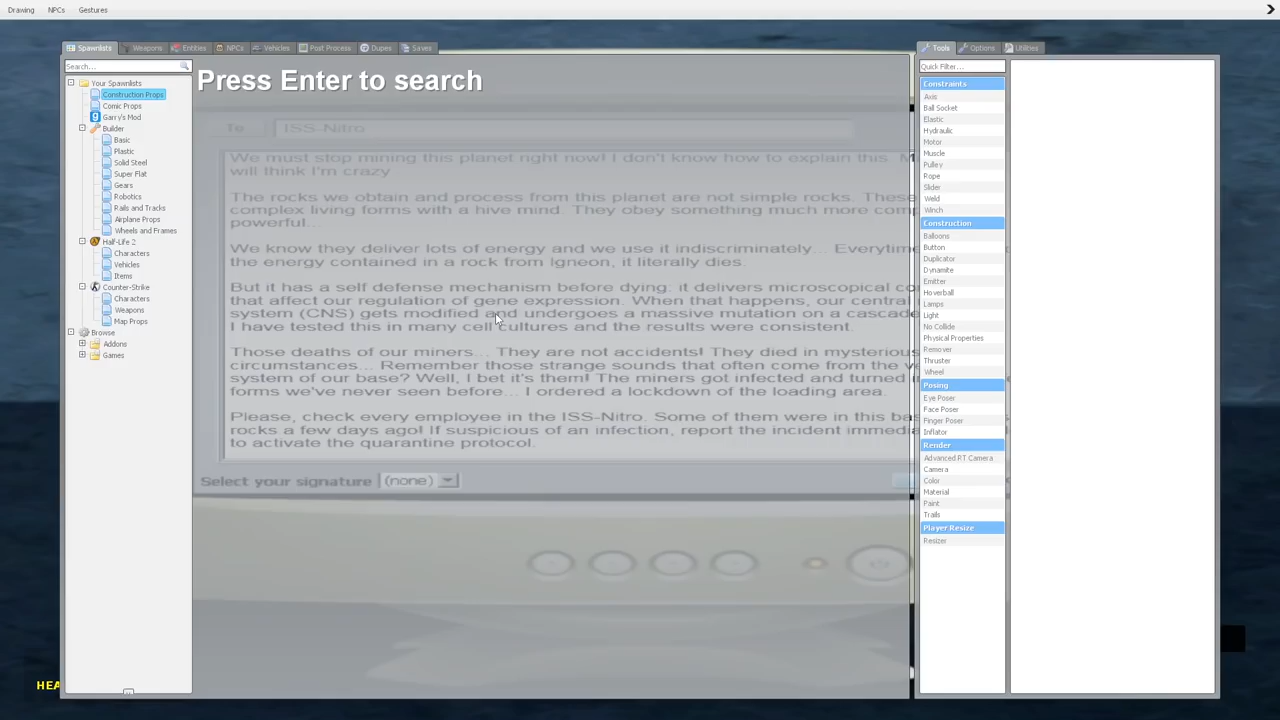 Drawing NPCs Gestures
Spawnlists Weapons Entities NPCs Vehicles Post Process Dupes Saves
Tools Options Utilities
Search...
Your Spawnlists
Construction Props
Comic Props
Garry's Mod
Builder
Basic
Plastic
Solid Steel
Super Flat
Gears
Robotics
Rails and Tracks
Airplane Props
Wheels and Frames
Half-Life 2
Characters
Vehicles
Items
Counter-Strike
Characters
Weapons
Map Props
Browse
Addons
Games
Press Enter to search
To ISS-Nitro
We must stop mining this planet right now! I don't know how to explain this.
will think I'm crazy
The rocks we obtain and process from this planet are not simple rocks. These
complex living forms with a hive mind. They obey something much more
powerful...
We know they deliver lots of energy and we use it indiscriminately... Everytime
the energy contained in a rock from Igneon, it literally dies.
But it has a self defense mechanism before dying. it delivers microscopical
that affect our regulation of gene expression. When that happens, our central
system (CNS) gets modified and undergoes a massive mutation on a cascade
I have tested this in many cell cultures and the results were consistent.
Those deaths of our miners... They are not accidents! They died in mysterious
circumstances... Remember those strange sounds that often come from the
system of our base? Well, I bet it's them! The miners got infected and turned
forms we've never seen before... I ordered a lockdown of the loading area.
Please, check every employee in the ISS-Nitro. Some of them were in this
rocks a few days ago! If suspicious of an infection, report the incident
to activate the quarantine protocol.
Select your signature (none)
Quick Filter...
Constraints
Axis
Ball Socket
Elastic
Hydraulic
Motor
Muscle
Pulley
Rope
Slider
Weld
Winch
Construction
Balloons
Button
Duplicator
Dynamite
Emitter
Hoverball
Lamps
Light
No Collide
Physical Properties
Remover
Thruster
Wheel
Posing
Eye Poser
Face Poser
Finger Poser
Inflator
Render
Advanced RT Camera
Camera
Color
Material
Paint
Trails
Player Resize
Resizer
HEA